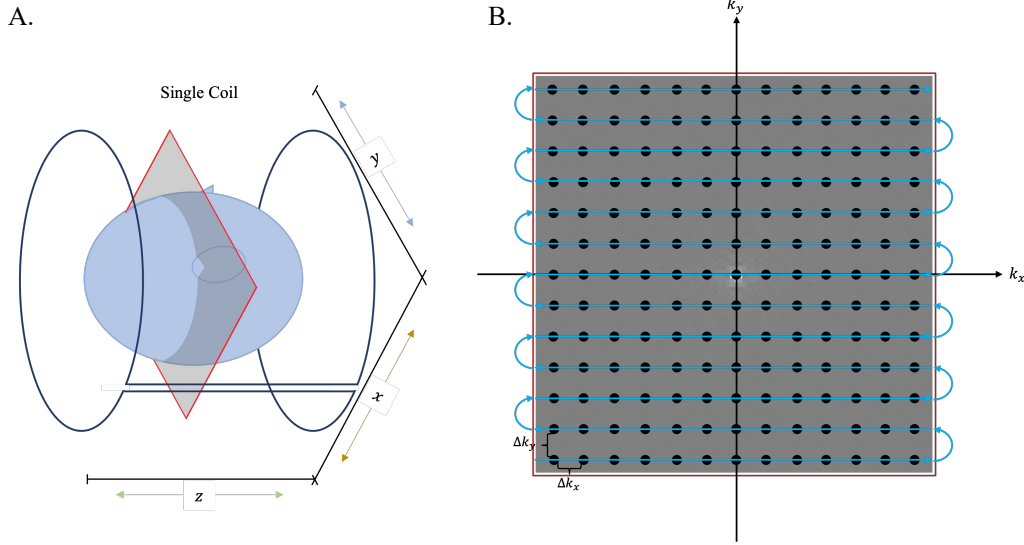 A.
B.
Single Coil
y
x
z
k_y
k_x
Δk_y
Δk_x